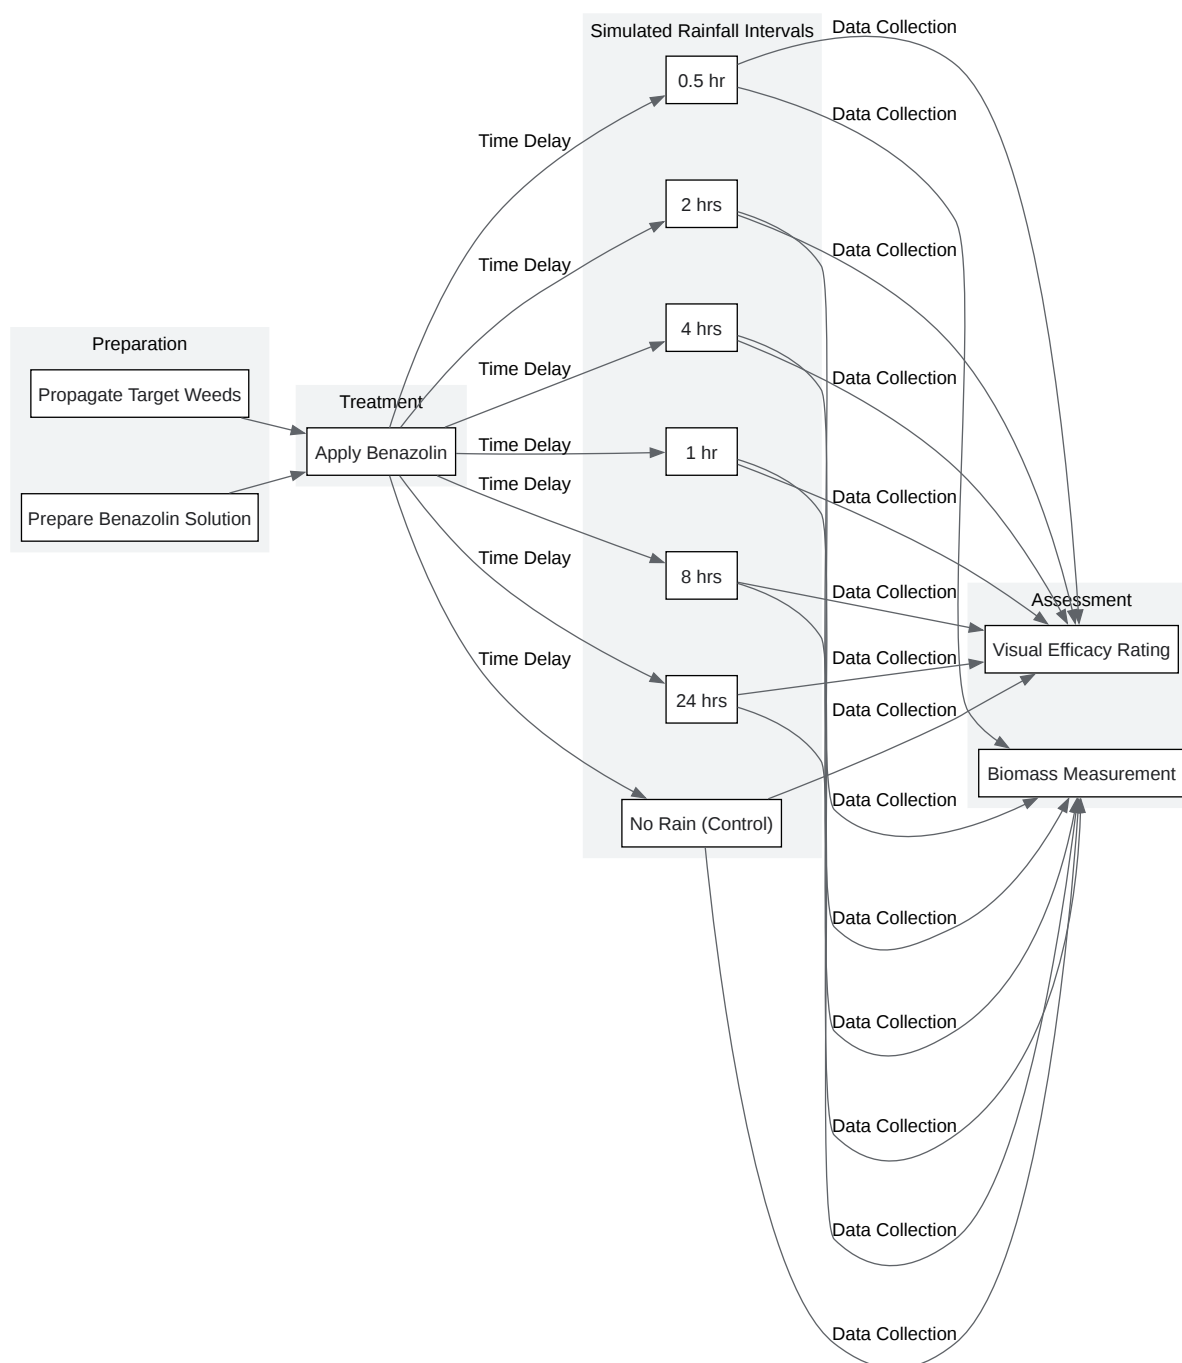 Preparation
Propagate Target Weeds
Prepare Benazolin Solution
Treatment
Apply Benazolin
Time Delay
Time Delay
Time Delay
Time Delay
Time Delay
Time Delay
Time Delay
Simulated Rainfall Intervals
0.5 hr
2 hrs
4 hrs
1 hr
8 hrs
24 hrs
No Rain (Control)
Data Collection
Data Collection
Data Collection
Data Collection
Data Collection
Data Collection
Data Collection
Data Collection
Data Collection
Data Collection
Data Collection
Data Collection
Data Collection
Data Collection
Assessment
Visual Efficacy Rating
Biomass Measurement